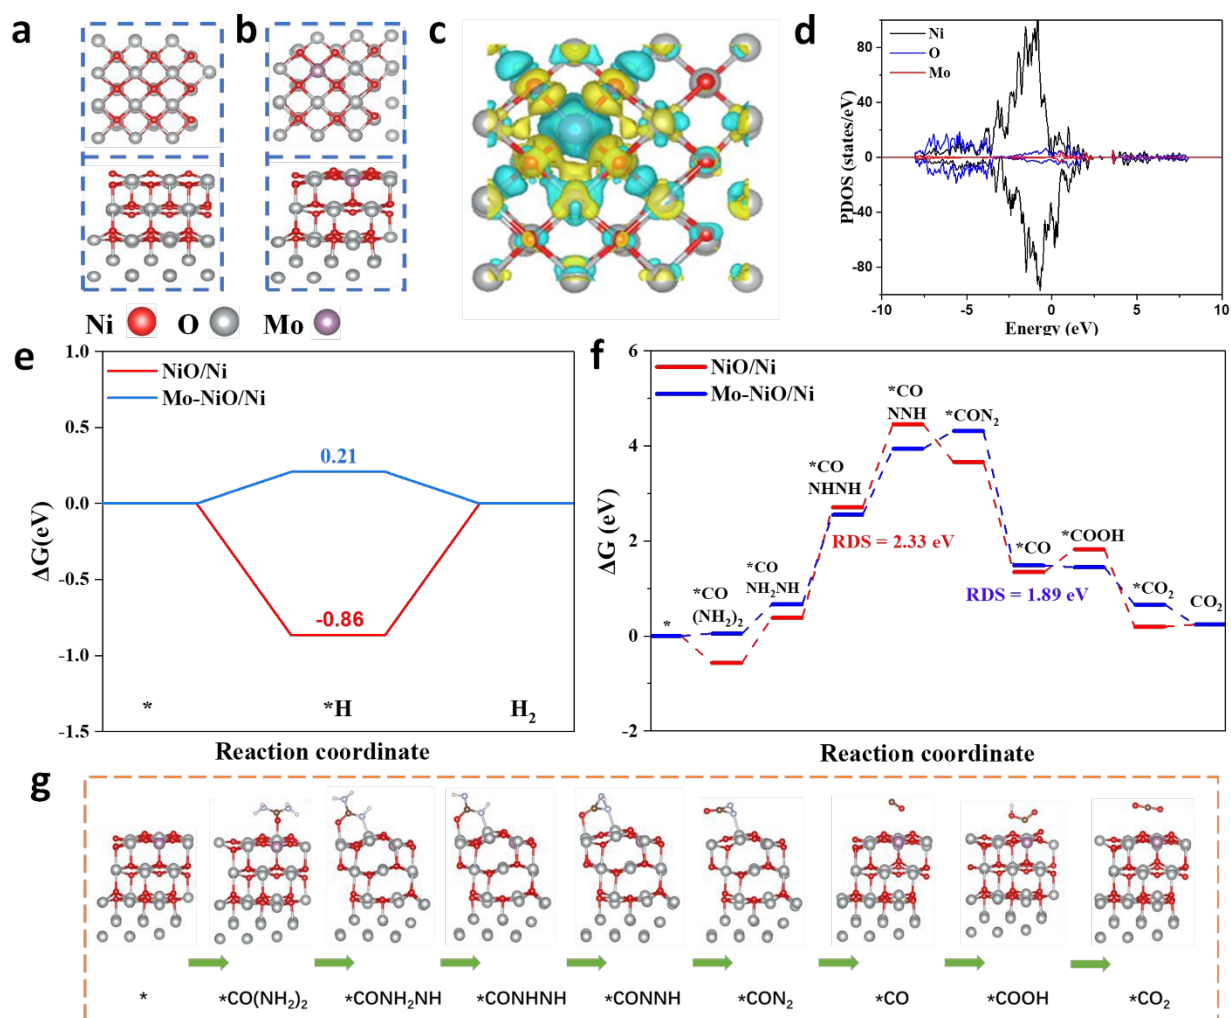 a
b
c
d
Ni O Mo
Ni
O
Mo
PDOS (states/eV)
80
40
0
40
-80
-10 -5 0 5 10
Energy (eV)
e
NiO/Ni
Mo-NiO/Ni
ΔG(eV)
1.0
0.5
0.0
-0.5
-1.0
-1.5
0.21
-0.86
* *H H₂
Reaction coordinate
f
NiO/Ni
Mo-NiO/Ni
ΔG (eV)
6
4
2
0
-2
*
*CO
(NH₂)₂
*CO
NH₂NH
*CO
NHNH
*CO
NNH
*CON₂
*CO
*COOH
*CO₂
CO₂
RDS = 2.33 eV
RDS = 1.89 eV
Reaction coordinate
g
* *CO(NH₂)₂ *CONH₂NH *CONHNH *CONNH *CON₂ *CO *COOH *CO₂